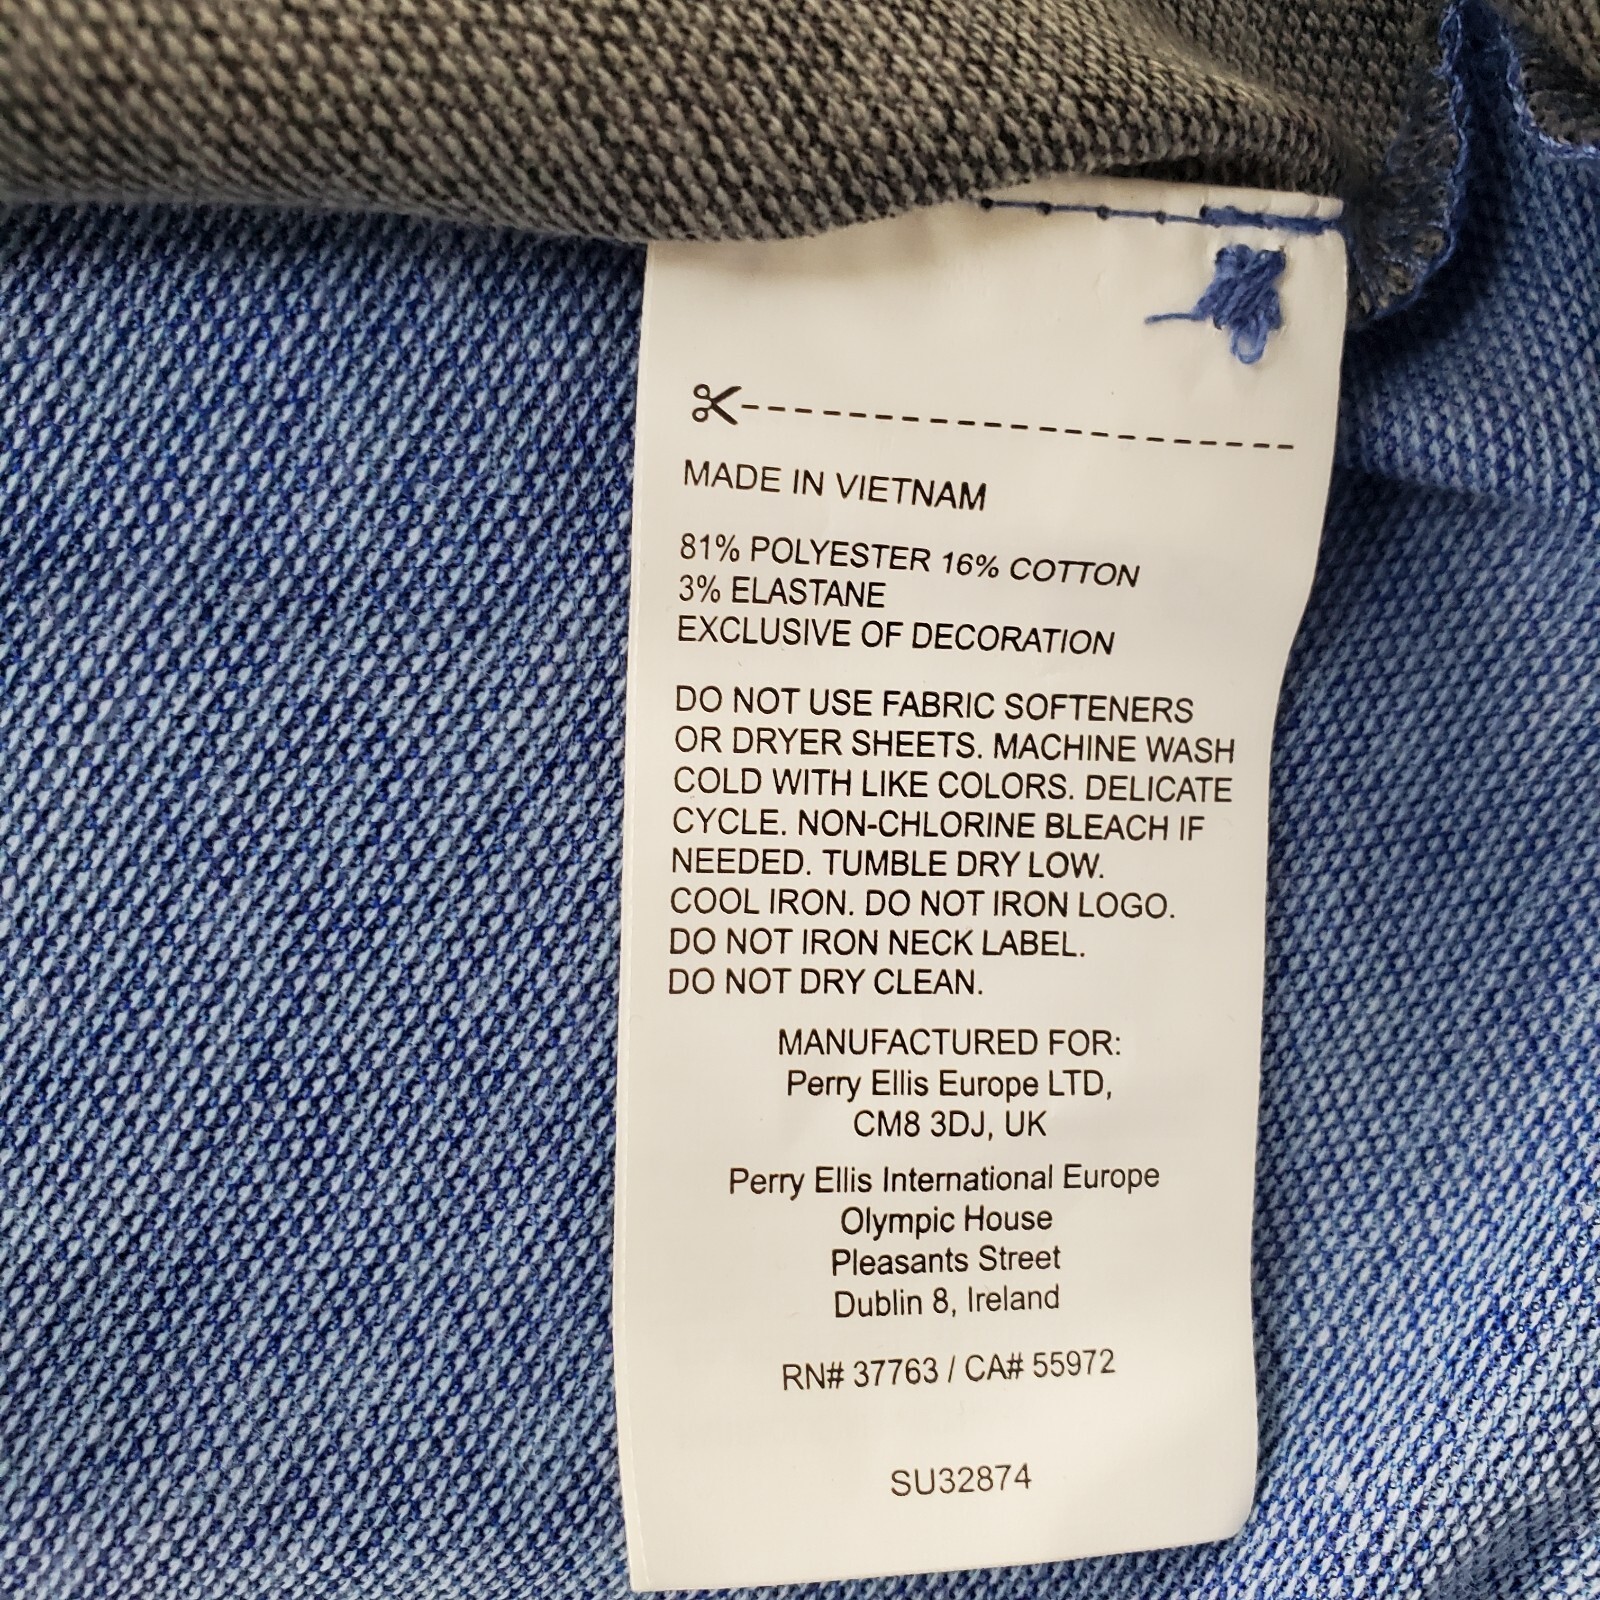 MADE IN VIETNAM
81% POLYESTER 16% COTTON
3% ELASTANE
EXCLUSIVE OF DECORATION
DO NOT USE FABRIC SOFTENERS
OR DRYER SHEETS. MACHINE WASH
COLD WITH LIKE COLORS. DELICATE
CYCLE. NON-CHLORINE BLEACH IF
NEEDED. TUMBLE DRY LOW.
COOL IRON. DO NOT IRON LOGO.
DO NOT IRON NECK LABEL.
DO NOT DRY CLEAN.
MANUFACTURED FOR:
Perry Ellis Europe LTD,
CM8 3DJ, UK
Perry Ellis International Europe
Olympic House
Pleasants Street
Dublin 8, Ireland
RN# 37763 / CA# 55972
SU32874